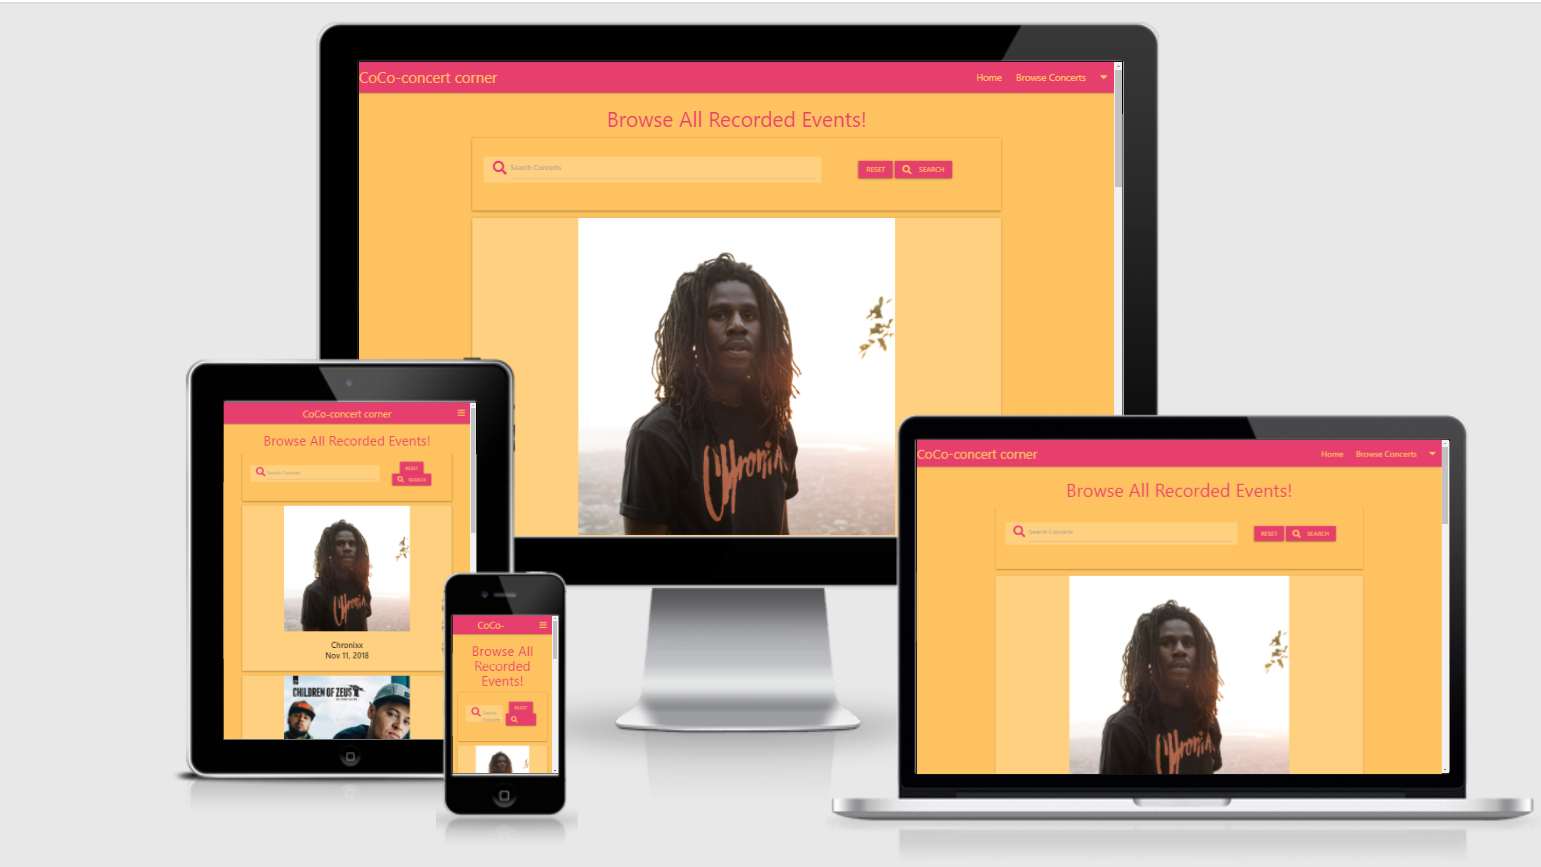 CoCo-concert corner
Home Browse Concerts
Browse All Recorded Events!
Search Concerts
RESET SEARCH
Chronixx
CoCo-concert corner
Browse All Recorded Events!
Search Concerts
RESET
SEARCH
Chronixx
Nov 11, 2018
CHILDREN OF ZEUS
CoCo-
Browse All
Recorded
Events!
Search
Concerts
RESET
CoCo-concert corner
Home Browse Concerts
Browse All Recorded Events!
Search Concerts
RESET SEARCH